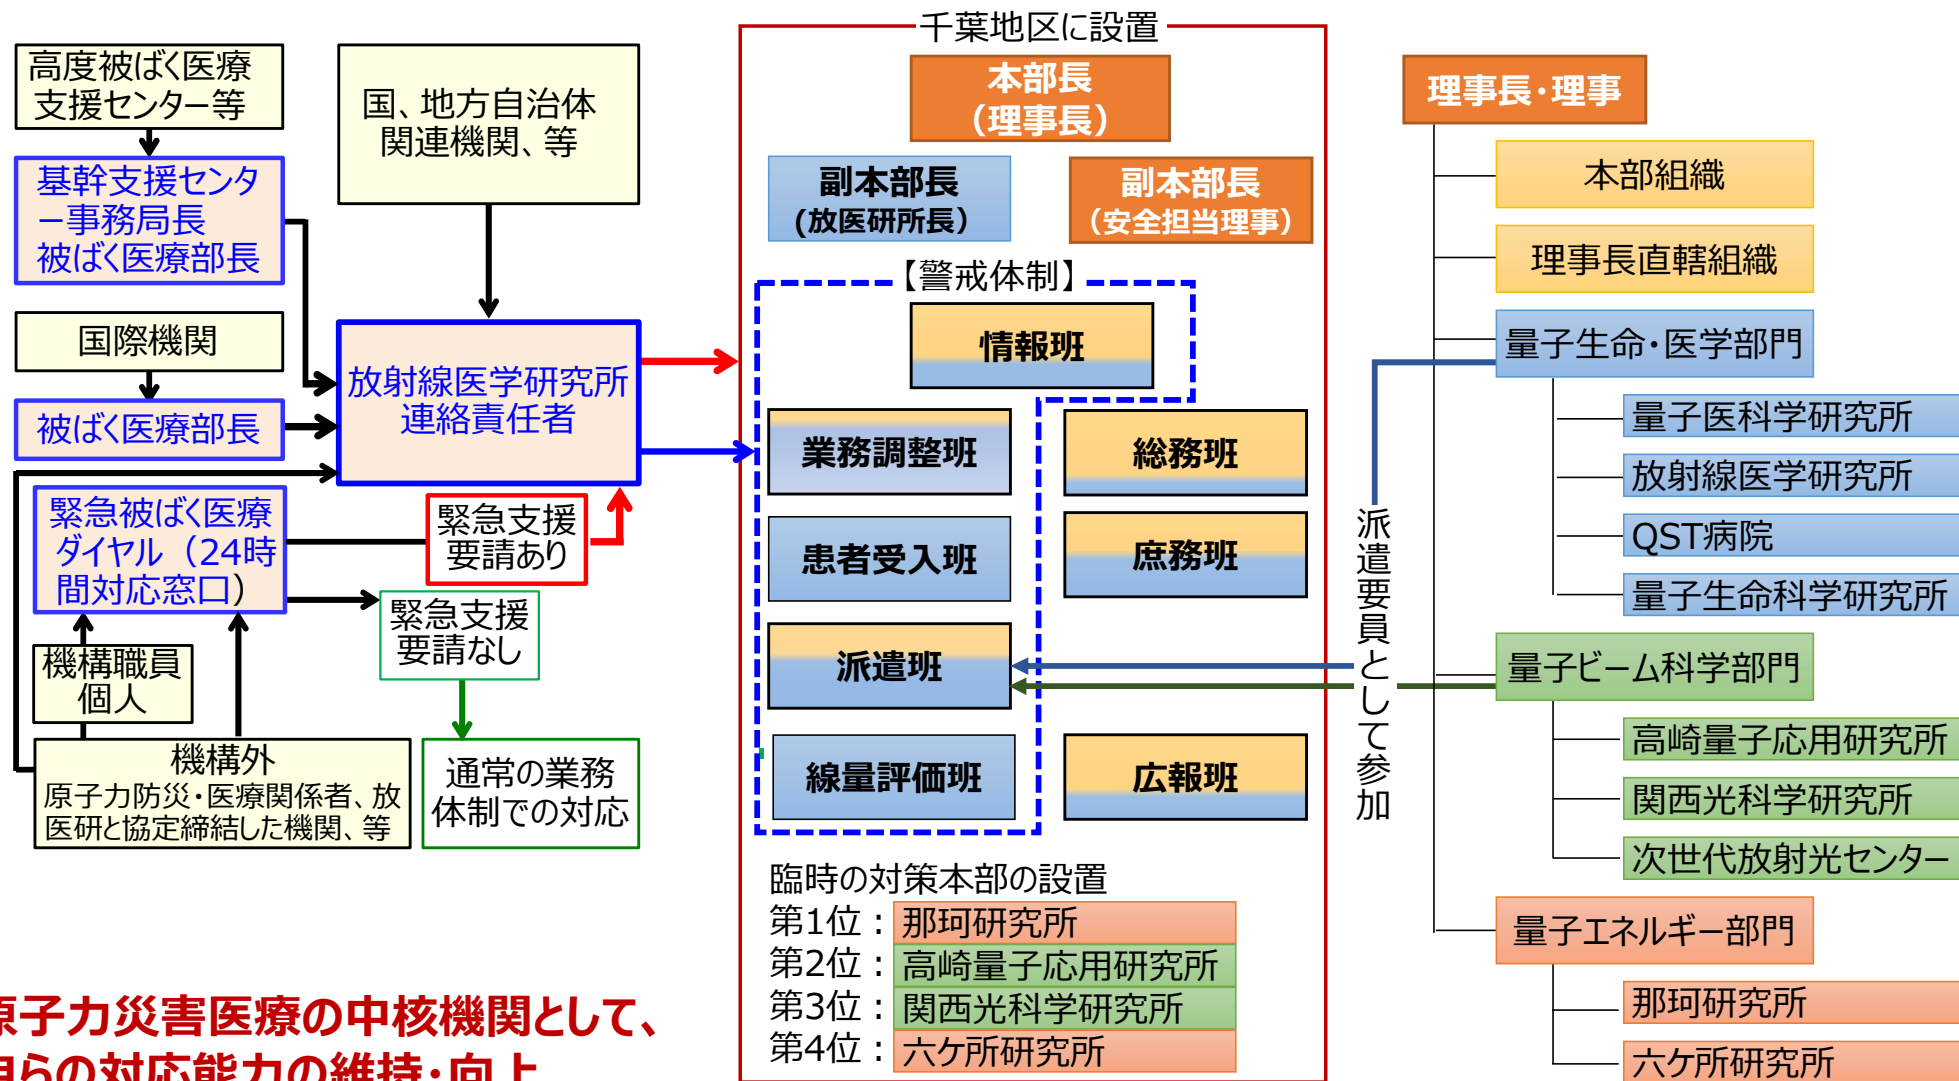 高度被ばく医療
支援センター等
基幹支援センタ
ー事務局長
被ばく医療部長
国際機関
被ばく医療部長
緊急被ばく医療
ダイヤル（24時
間対応窓口）
機構職員
個人
機構外
原子力防災・医療関係者、放
医研と協定締結した機関、等
国、地方自治体
関連機関、等
放射線医学研究所
連絡責任者
緊急支援
要請あり
緊急支援
要請なし
通常の業務
体制での対応
千葉地区に設置
本部長
（理事長）
副本部長
(放医研所長）
副本部長
（安全担当理事）
【警戒体制】
情報班
業務調整班
総務班
患者受入班
庶務班
派遣班
線量評価班
広報班
臨時の対策本部の設置
第1位：那珂研究所
第2位：高崎量子応用研究所
第3位：関西光科学研究所
第4位：六ケ所研究所
派遣要員として参加
理事長・理事
本部組織
理事長直轄組織
量子生命・医学部門
量子医科学研究所
放射線医学研究所
QST病院
量子生命科学研究所
量子ビーム科学部門
高崎量子応用研究所
関西光科学研究所
次世代放射光センター
量子エネルギー部門
那珂研究所
六ケ所研究所
原子力災害医療の中核機関として、
自らの対応能力の維持・向上